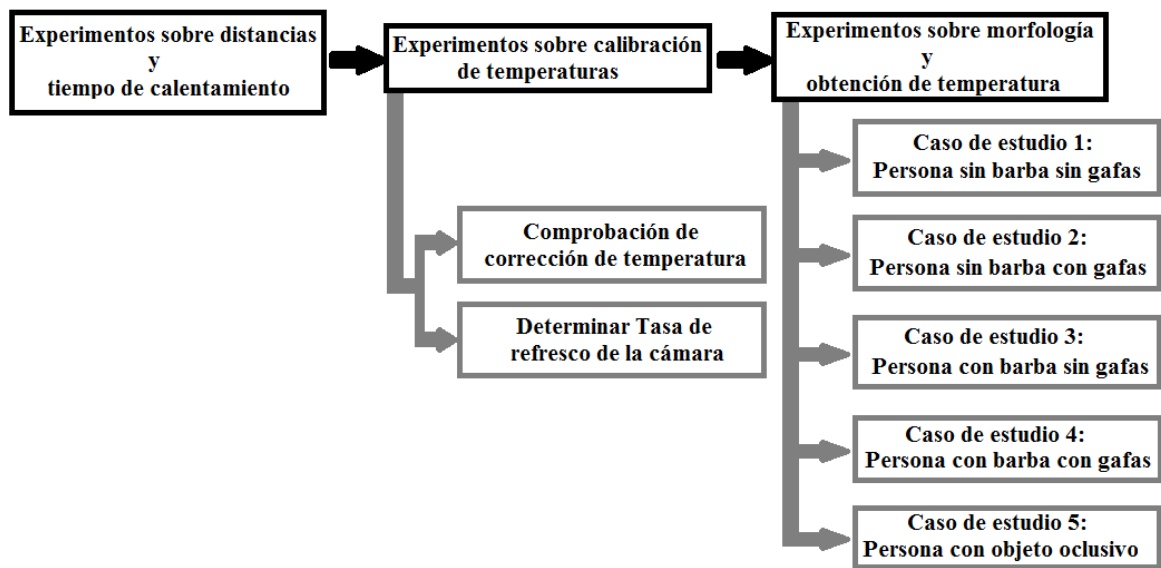 Experimentos sobre distancias
y
tiempo de calentamiento
Experimentos sobre calibración
de temperaturas
Experimentos sobre morfología
y
obtención de temperatura
Comprobación de
corrección de temperatura
Determinar Tasa de
refresco de la cámara
Caso de estudio 1:
Persona sin barba sin gafas
Caso de estudio 2:
Persona sin barba con gafas
Caso de estudio 3:
Persona con barba sin gafas
Caso de estudio 4:
Persona con barba con gafas
Caso de estudio 5:
Persona con objeto oclusivo